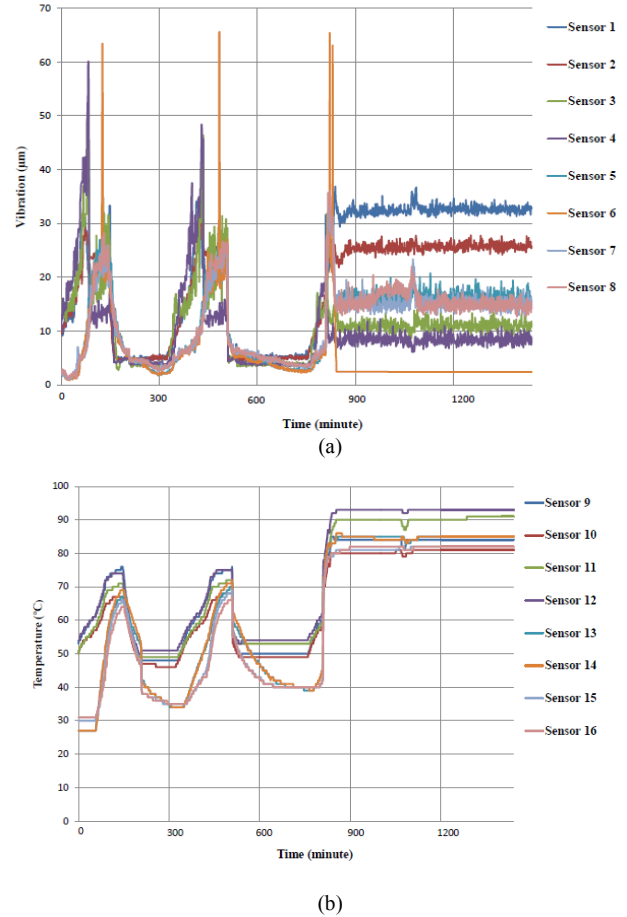 70
60
50
40
30
20
10
0
Vibration (µm)
0 300 600 900 1200
Time (minute)
Sensor 1
Sensor 2
Sensor 3
Sensor 4
Sensor 5
Sensor 6
Sensor 7
Sensor 8
(a)
100
90
80
70
60
50
40
30
20
10
0
Temperature (°C)
0 300 600 900 1200
Time (minute)
Sensor 9
Sensor 10
Sensor 11
Sensor 12
Sensor 13
Sensor 14
Sensor 15
Sensor 16
(b)